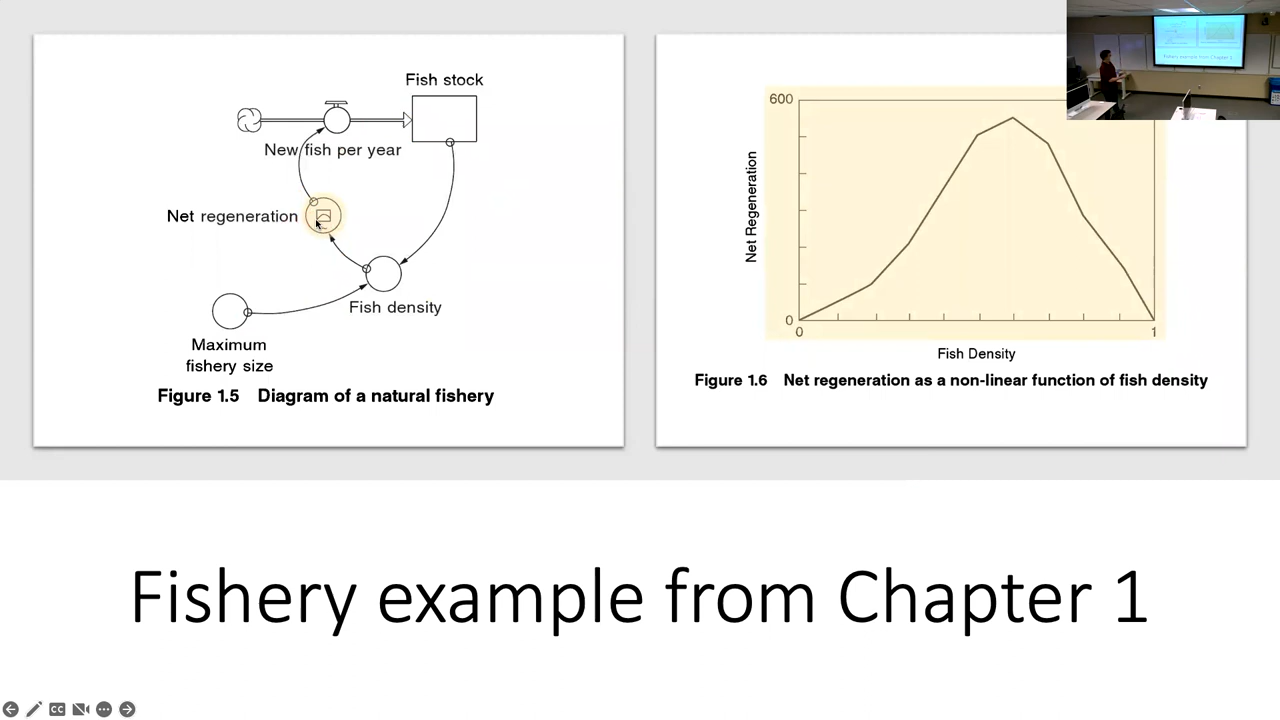 Fish stock
New fish per year
Net regeneration
Fish density
Maximum
fishery size
Figure 1.5 Diagram of a natural fishery
600
Net Regeneration
0
0
1
Fish Density
Figure 1.6 Net regeneration as a non-linear function of fish density
Fishery example from Chapter 1
CC